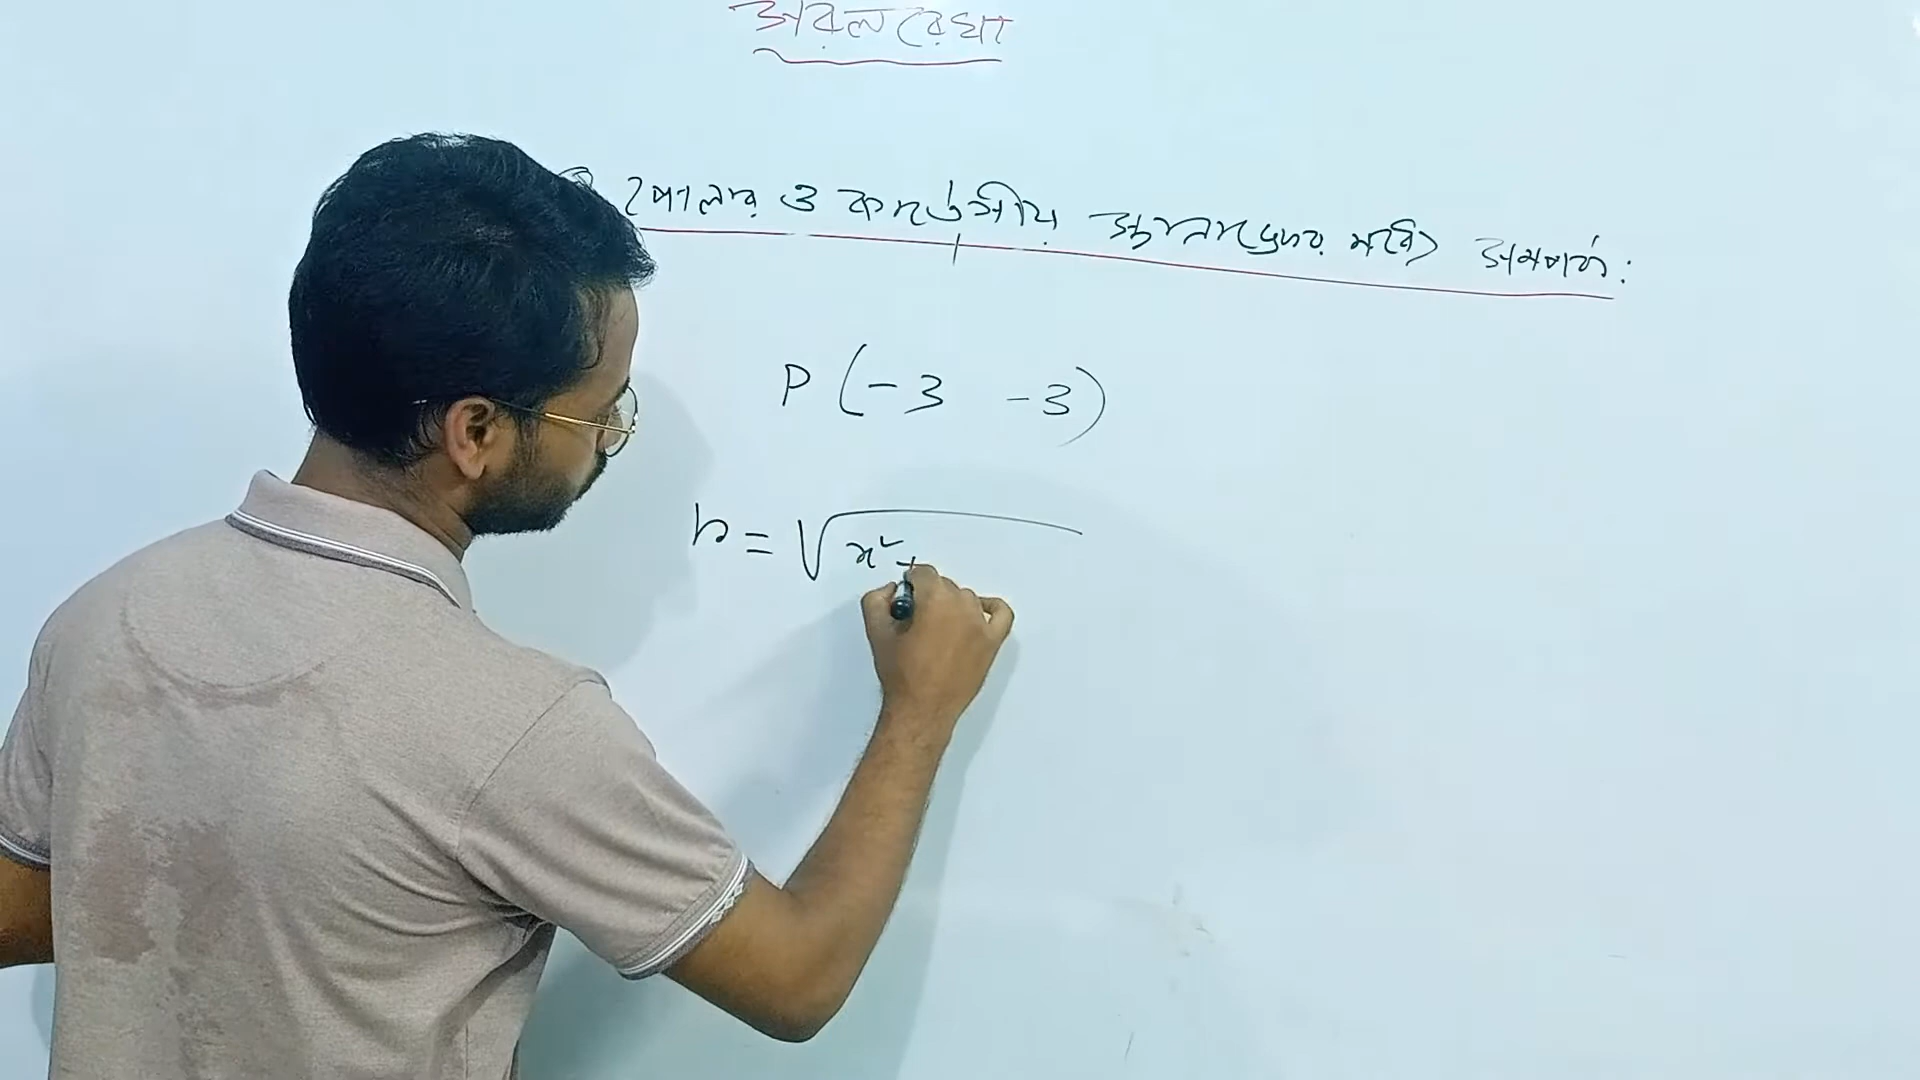 সরলরেখা
পোলার ও কার্তেসীয় স্থানাঙ্কের মধ্যে সম্পর্ক:
P (-3 -3)
r = √x²+